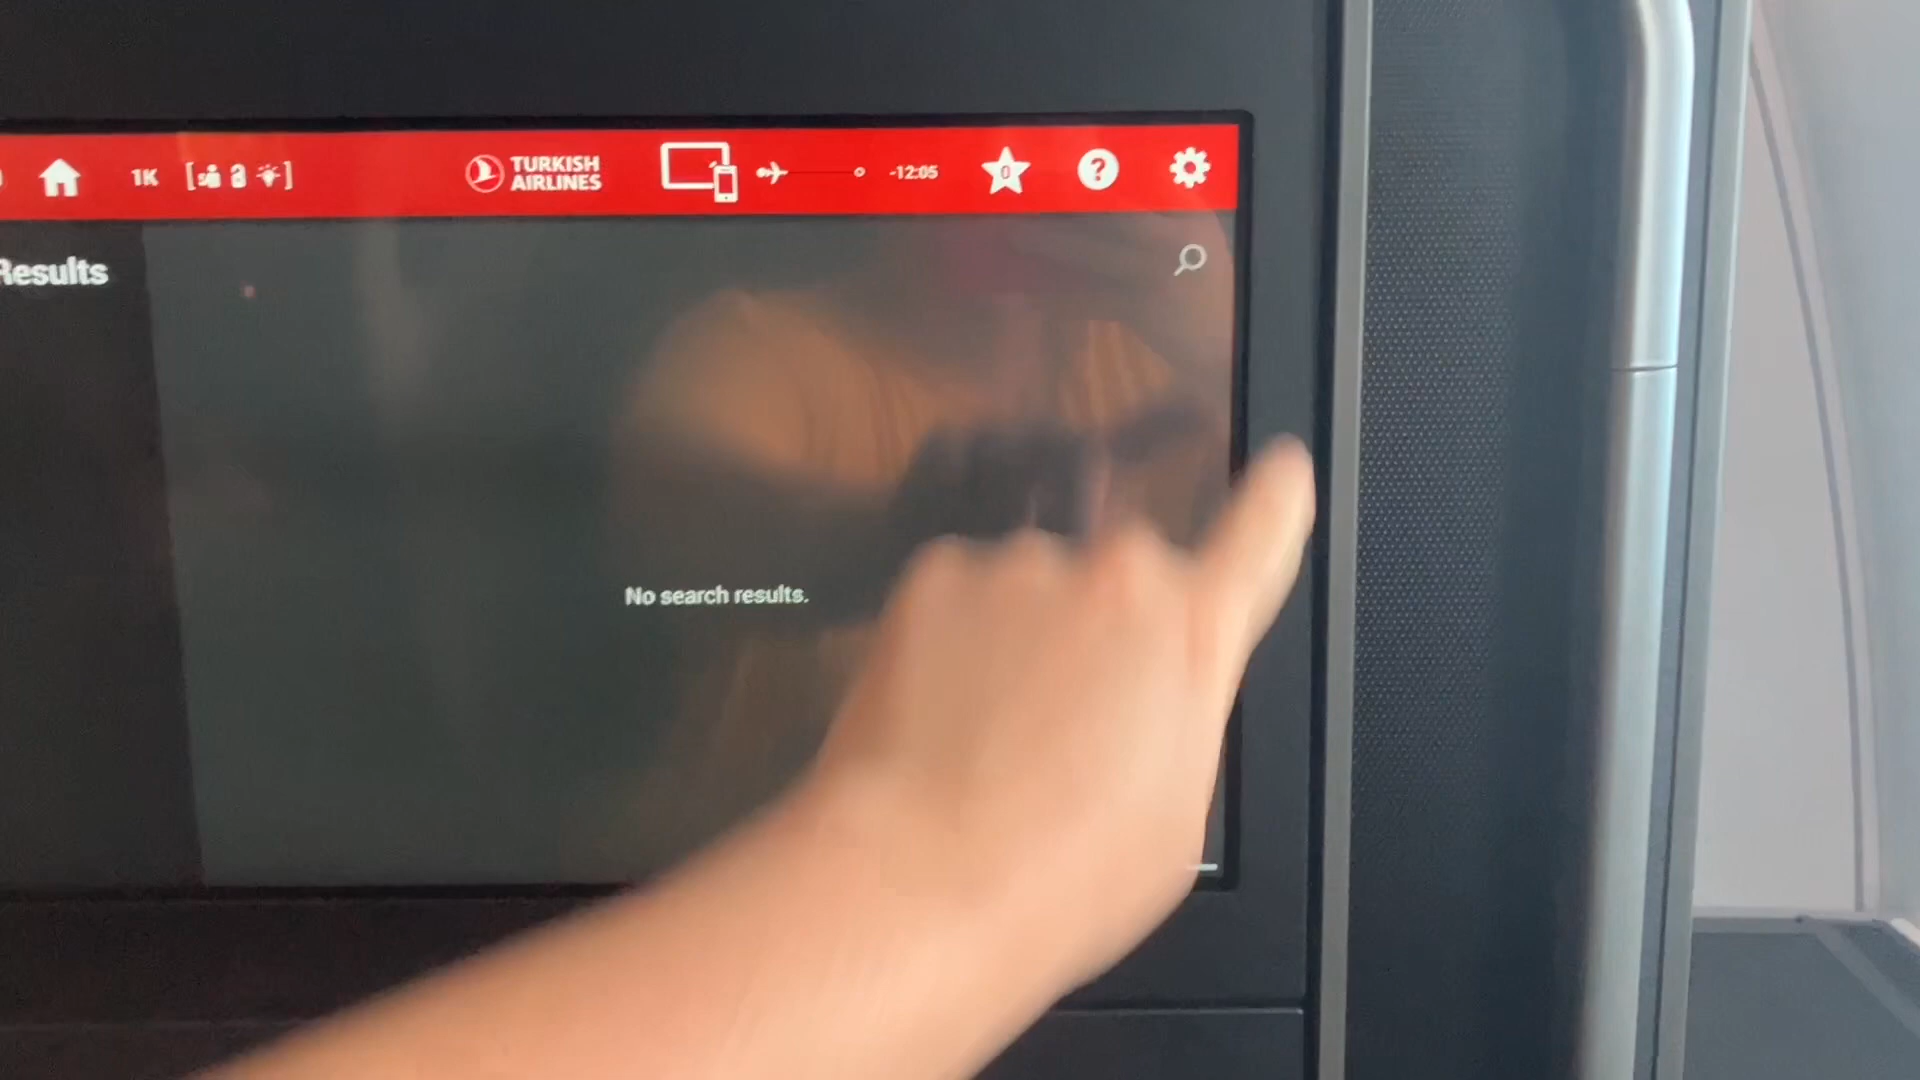 1K
TURKISH
AIRLINES
-12:05
0
?
Results
No search results.